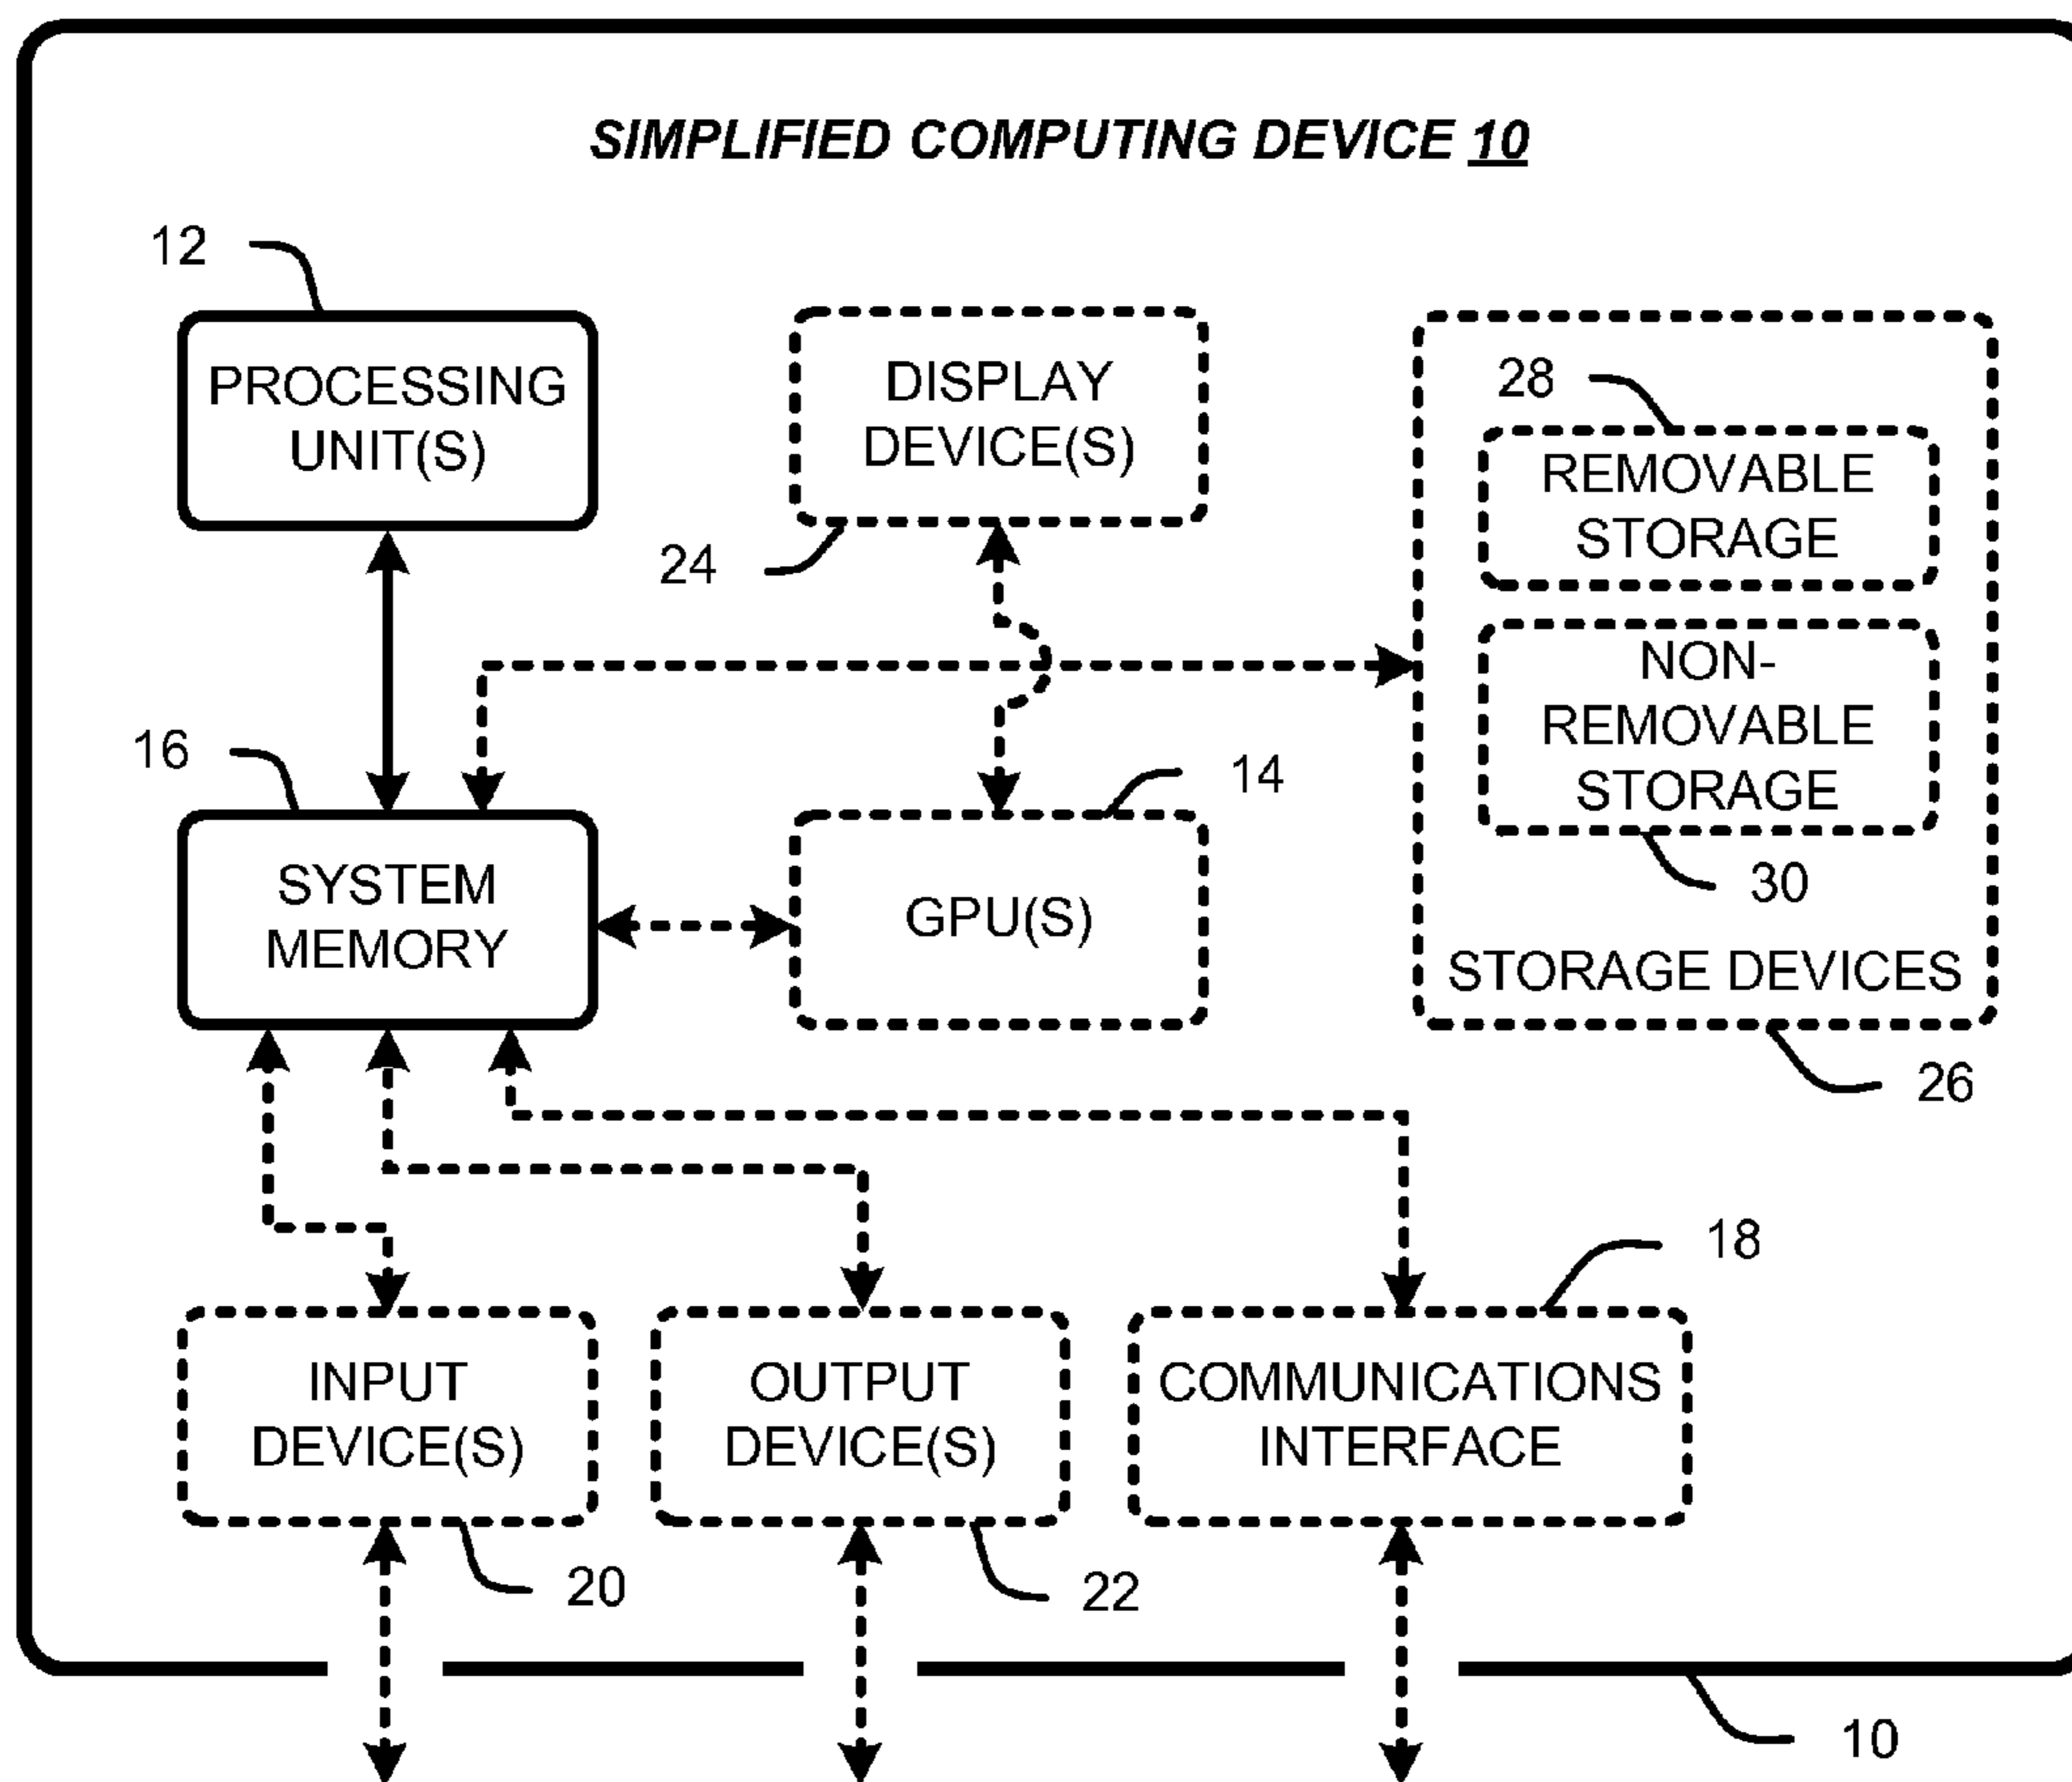 SIMPLIFIED COMPUTING DEVICE 10
12
PROCESSING
UNIT(S)
DISPLAY
DEVICE(S)
24
28
REMOVABLE
STORAGE
NON-
REMOVABLE
STORAGE
30
STORAGE DEVICES
26
16
SYSTEM
MEMORY
14
GPU(S)
18
INPUT
DEVICE(S)
20
OUTPUT
DEVICE(S)
22
COMMUNICATIONS
INTERFACE
10